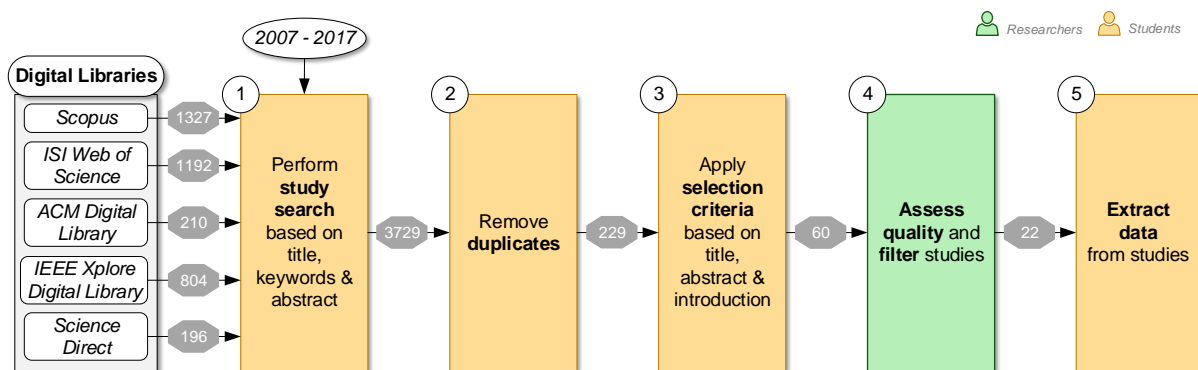 2007 - 2017
Researchers
Students
Digital Libraries
Scopus
ISI Web of
Science
ACM Digital
Library
IEEE Xplore
Digital Library
Science
Direct
1327
1192
210
804
196
1
Perform
study
search
based on
title,
keywords &
abstract
3729
2
Remove
duplicates
229
3
Apply
selection
criteria
based on
title,
abstract &
introduction
60
4
Assess
quality and
filter studies
22
5
Extract
data
from studies